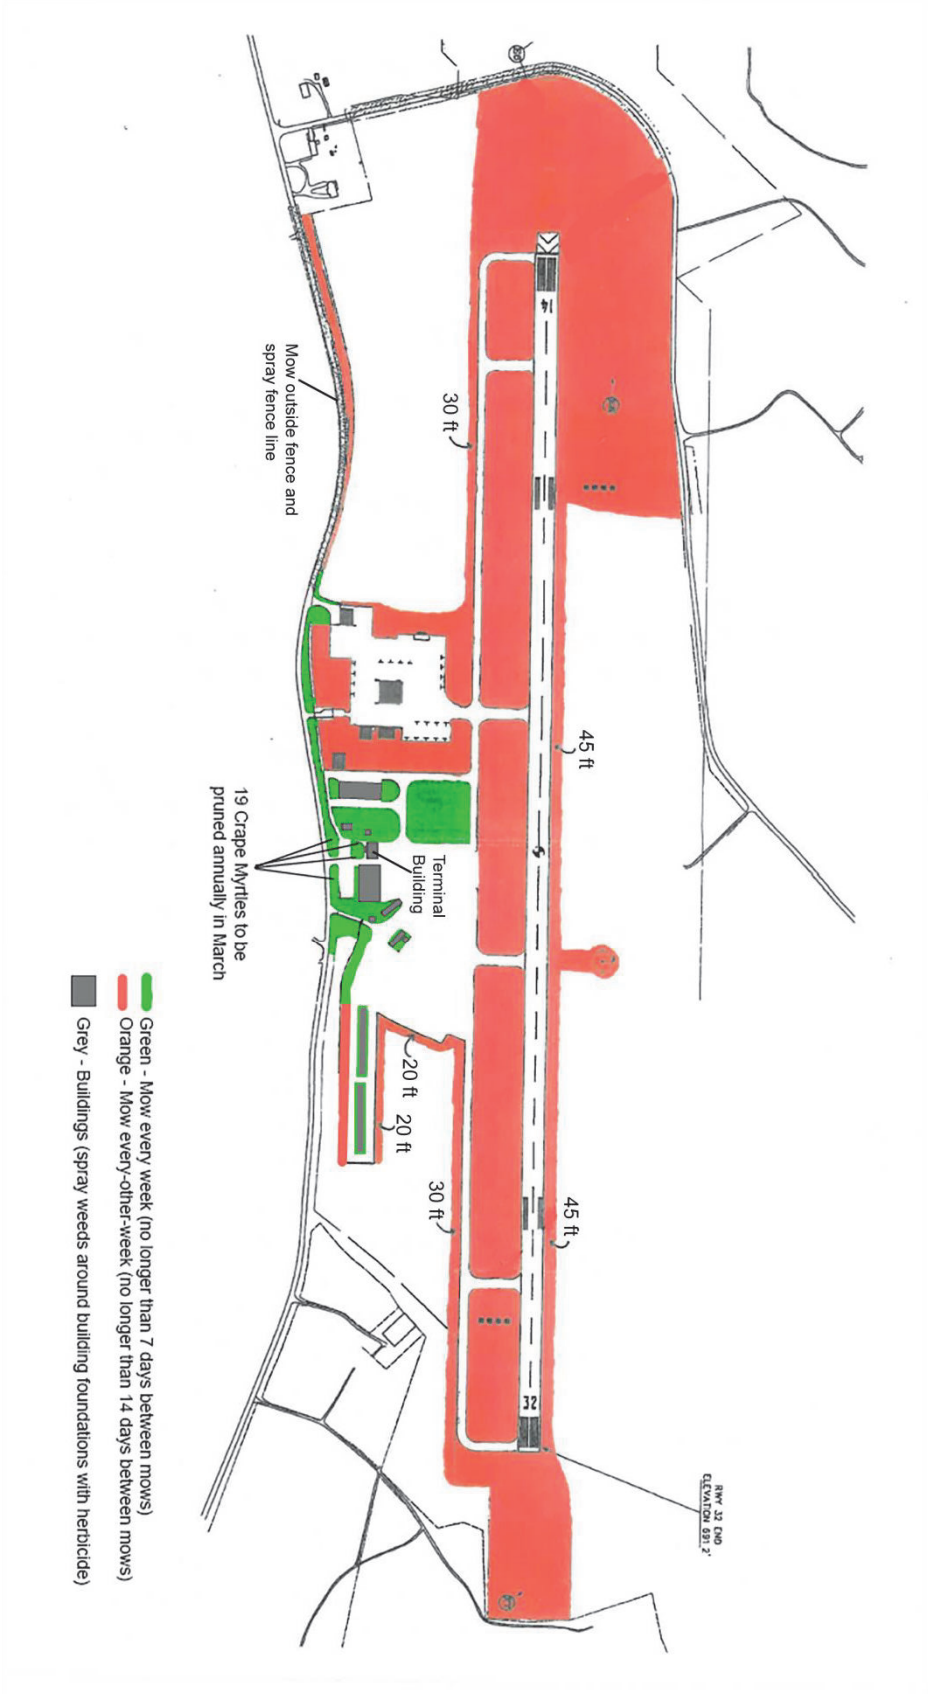 14
Mow outside fence and
spray fence line
30 ft
45 ft
Terminal
Building
19 Crape Myrtles to be
pruned annually in March
20 ft
20 ft
30 ft
45 ft
32
RWY 32 END
ELEVATION 691.2'
Green - Mow every week (no longer than 7 days between mows)
Orange - Mow every-other-week (no longer than 14 days between mows)
Grey - Buildings (spray weeds around building foundations with herbicide)